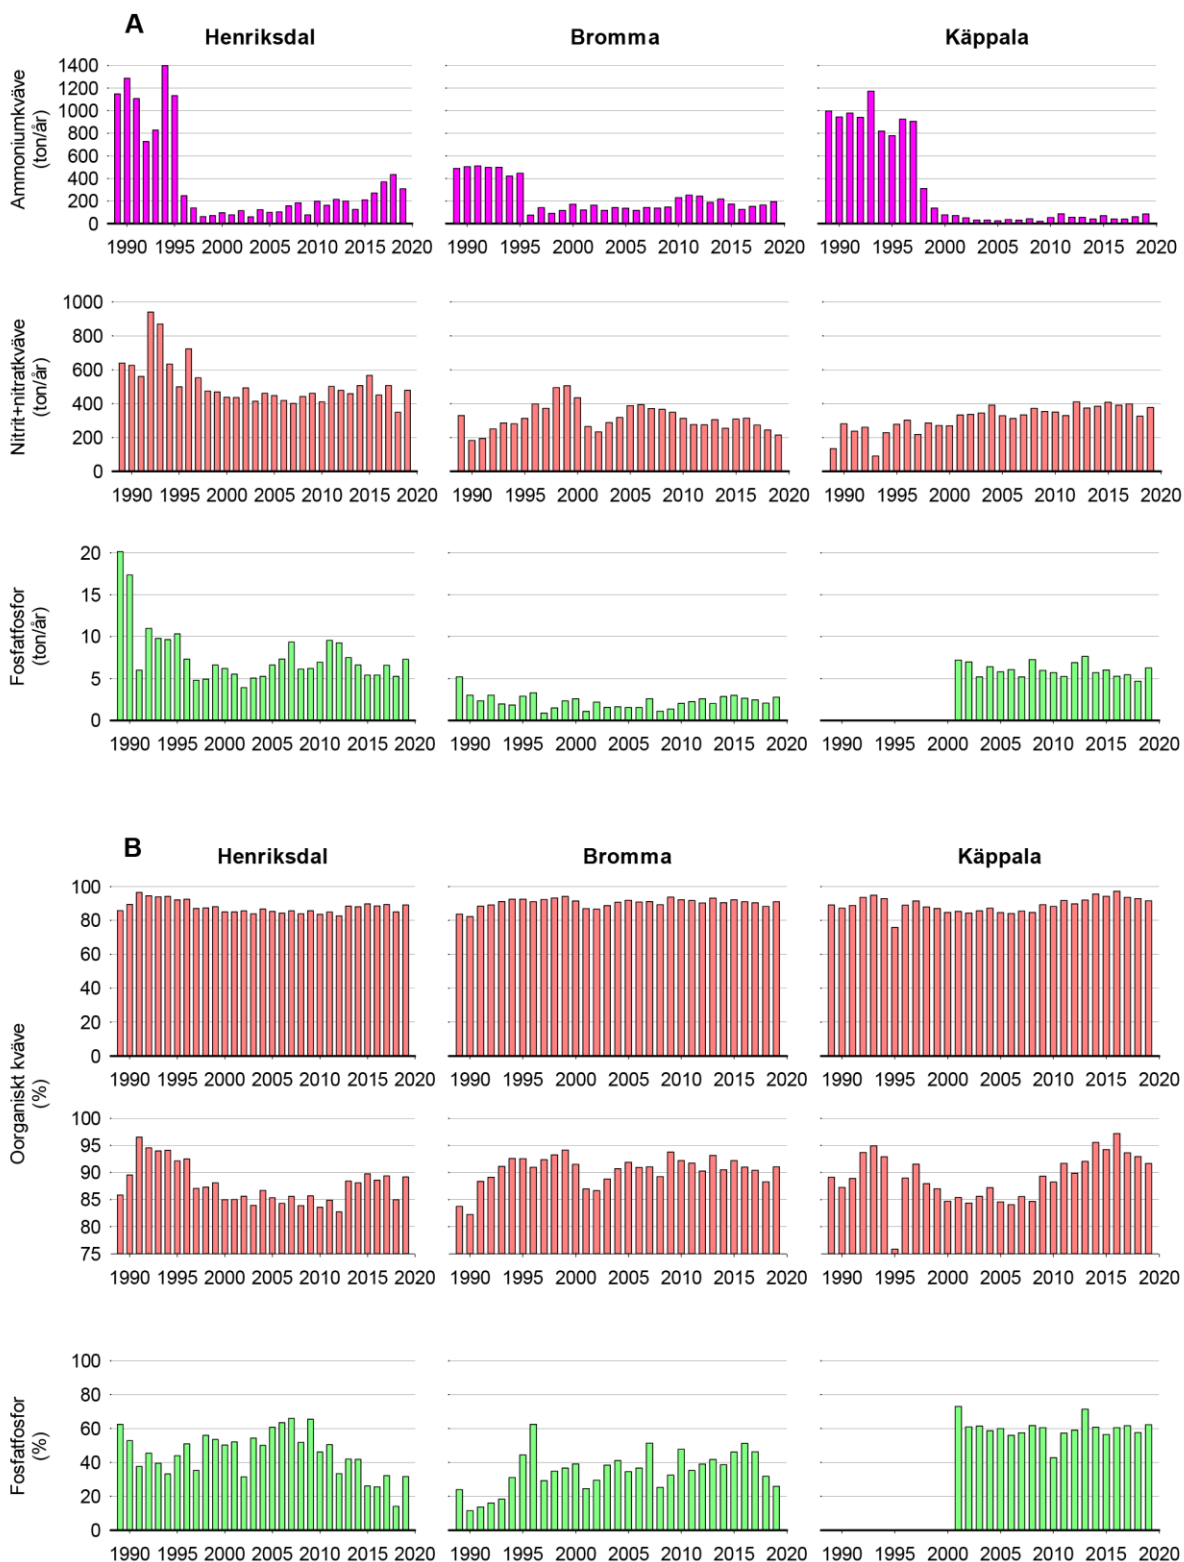 A
Henriksdal Bromma Käppala
Ammoniumkväve
(ton/år)
1400
1200
1000
800
600
400
200
0
1990 1995 2000 2005 2010 2015 2020 1990 1995 2000 2005 2010 2015 2020 1990 1995 2000 2005 2010 2015 2020
Nitrit+nitratkväve
(ton/år)
1000
800
600
400
200
0
1990 1995 2000 2005 2010 2015 2020 1990 1995 2000 2005 2010 2015 2020 1990 1995 2000 2005 2010 2015 2020
Fosfatfosfor
(ton/år)
20
15
10
5
0
1990 1995 2000 2005 2010 2015 2020 1990 1995 2000 2005 2010 2015 2020 1990 1995 2000 2005 2010 2015 2020
B
Henriksdal Bromma Käppala
Oorganiskt kväve
(%)
100
80
60
40
20
0
1990 1995 2000 2005 2010 2015 2020 1990 1995 2000 2005 2010 2015 2020 1990 1995 2000 2005 2010 2015 2020
100
95
90
85
80
75
1990 1995 2000 2005 2010 2015 2020 1990 1995 2000 2005 2010 2015 2020 1990 1995 2000 2005 2010 2015 2020
Fosfatfosfor
(%)
100
80
60
40
20
0
1990 1995 2000 2005 2010 2015 2020 1990 1995 2000 2005 2010 2015 2020 1990 1995 2000 2005 2010 2015 2020